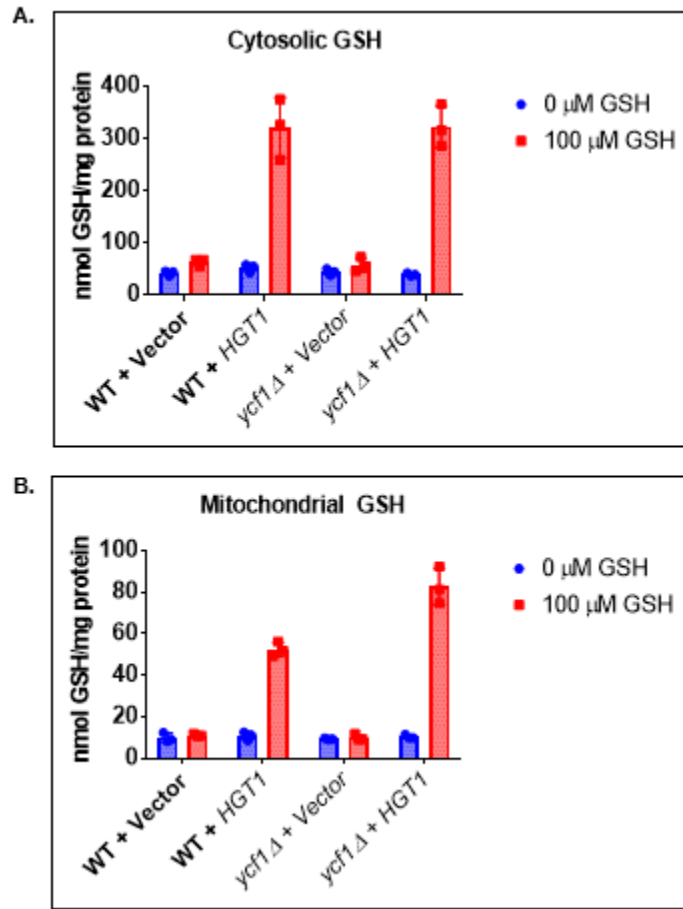 A.
Cytosolic GSH
nmol GSH/mg protein
400
300
200
100
0
0 μM GSH
100 μM GSH
WT + Vector
WT + HGT1
ycf1Δ + Vector
ycf1Δ + HGT1
B.
Mitochondrial GSH
nmol GSH/mg protein
100
80
60
40
20
0
0 μM GSH
100 μM GSH
WT + Vector
WT + HGT1
ycf1Δ + Vector
ycf1Δ + HGT1